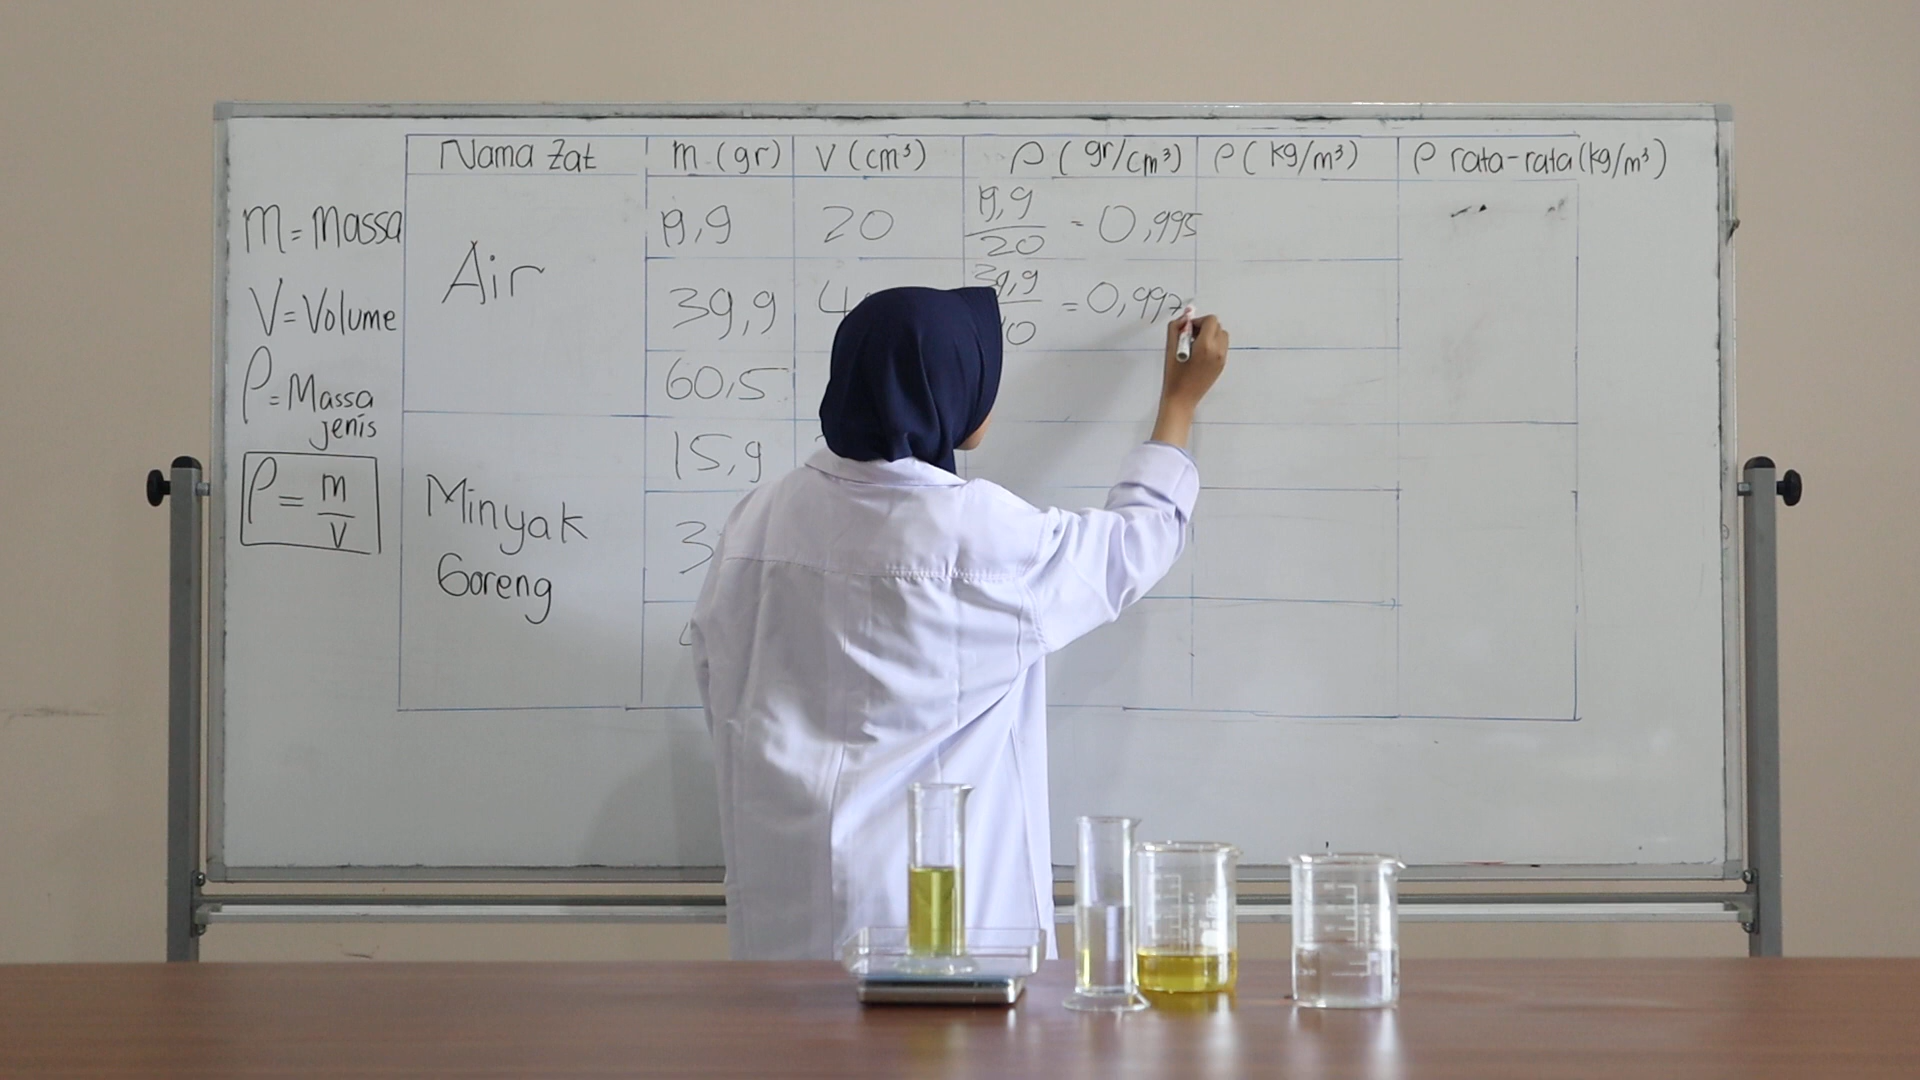 Nama Zat
m (gr)
V (cm³)
ρ (gr/cm³)
ρ (kg/m³)
ρ rata-rata (kg/m³)
m = massa
V = Volume
ρ = Massa
jenis
ρ = m/V
Air
19,9
20
19,9/20 = 0,995
39,9
= 0,997
60,5
Minyak
Goreng
15,9